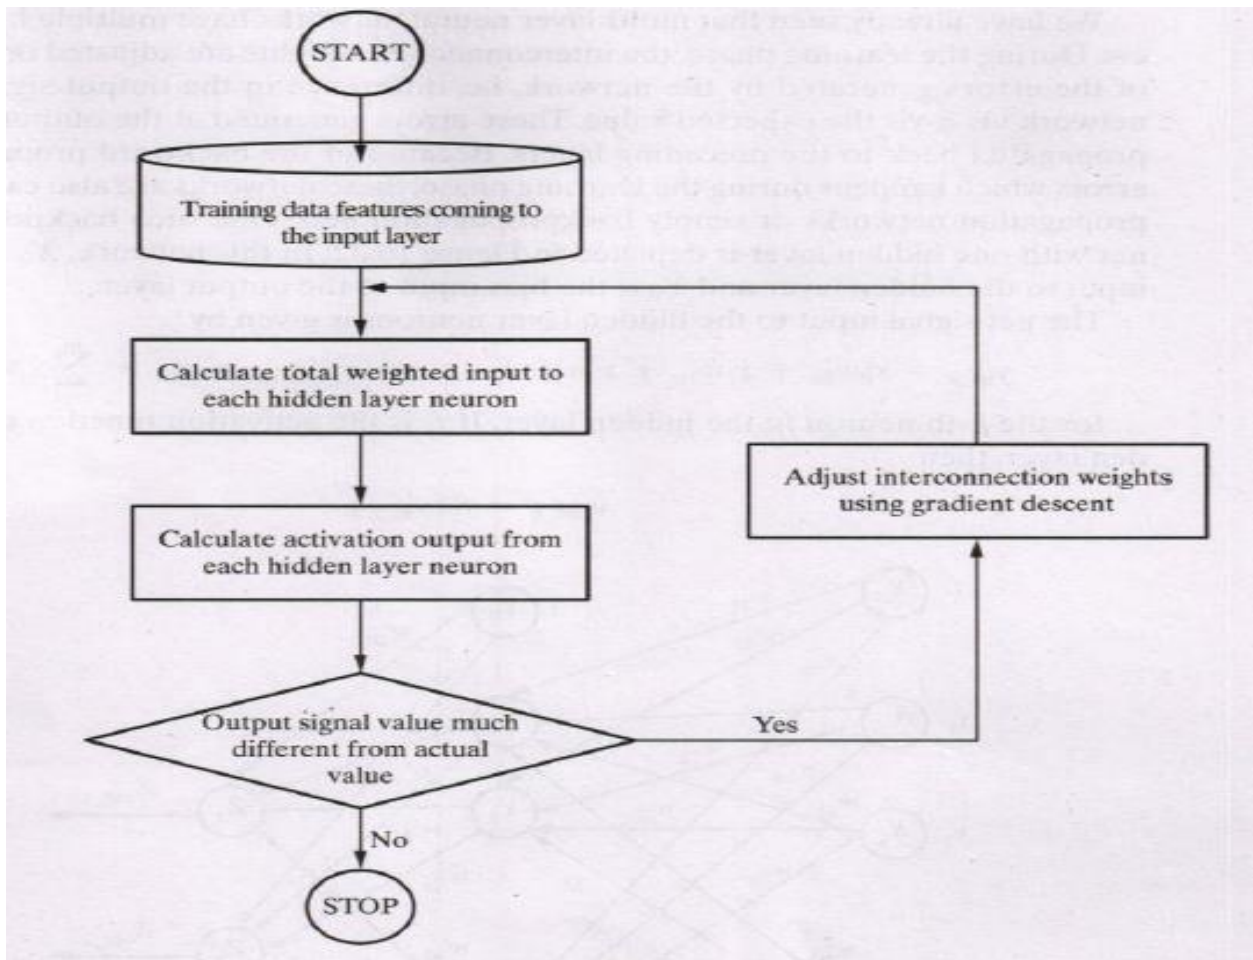 START
Training data features coming to
the input layer
Calculate total weighted input to
each hidden layer neuron
Adjust interconnection weights
using gradient descent
Calculate activation output from
each hidden layer neuron
Output signal value much
different from actual
value
Yes
No
STOP